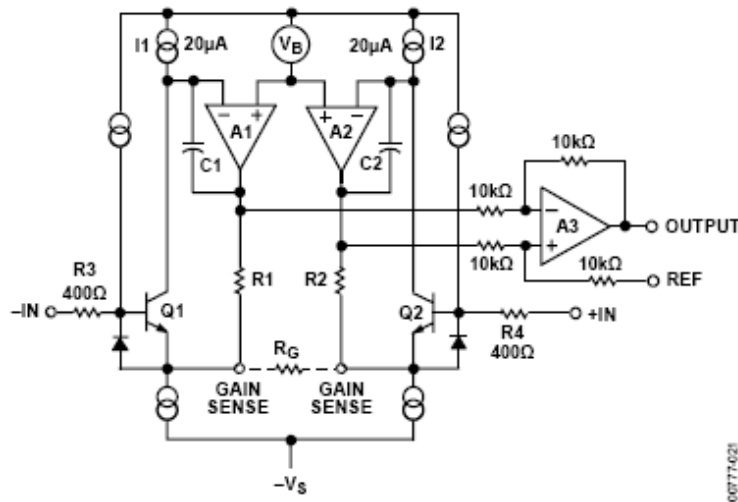 I1 20µA
VB
20µA I2
− +
A1
+ −
A2
C1
C2
10kΩ
10kΩ
−
A3
+
OUTPUT
10kΩ
10kΩ
REF
R3
400Ω
R1
R2
−IN
Q1
Q2
+IN
R4
400Ω
RG
GAIN
SENSE
GAIN
SENSE
−VS
00777-021